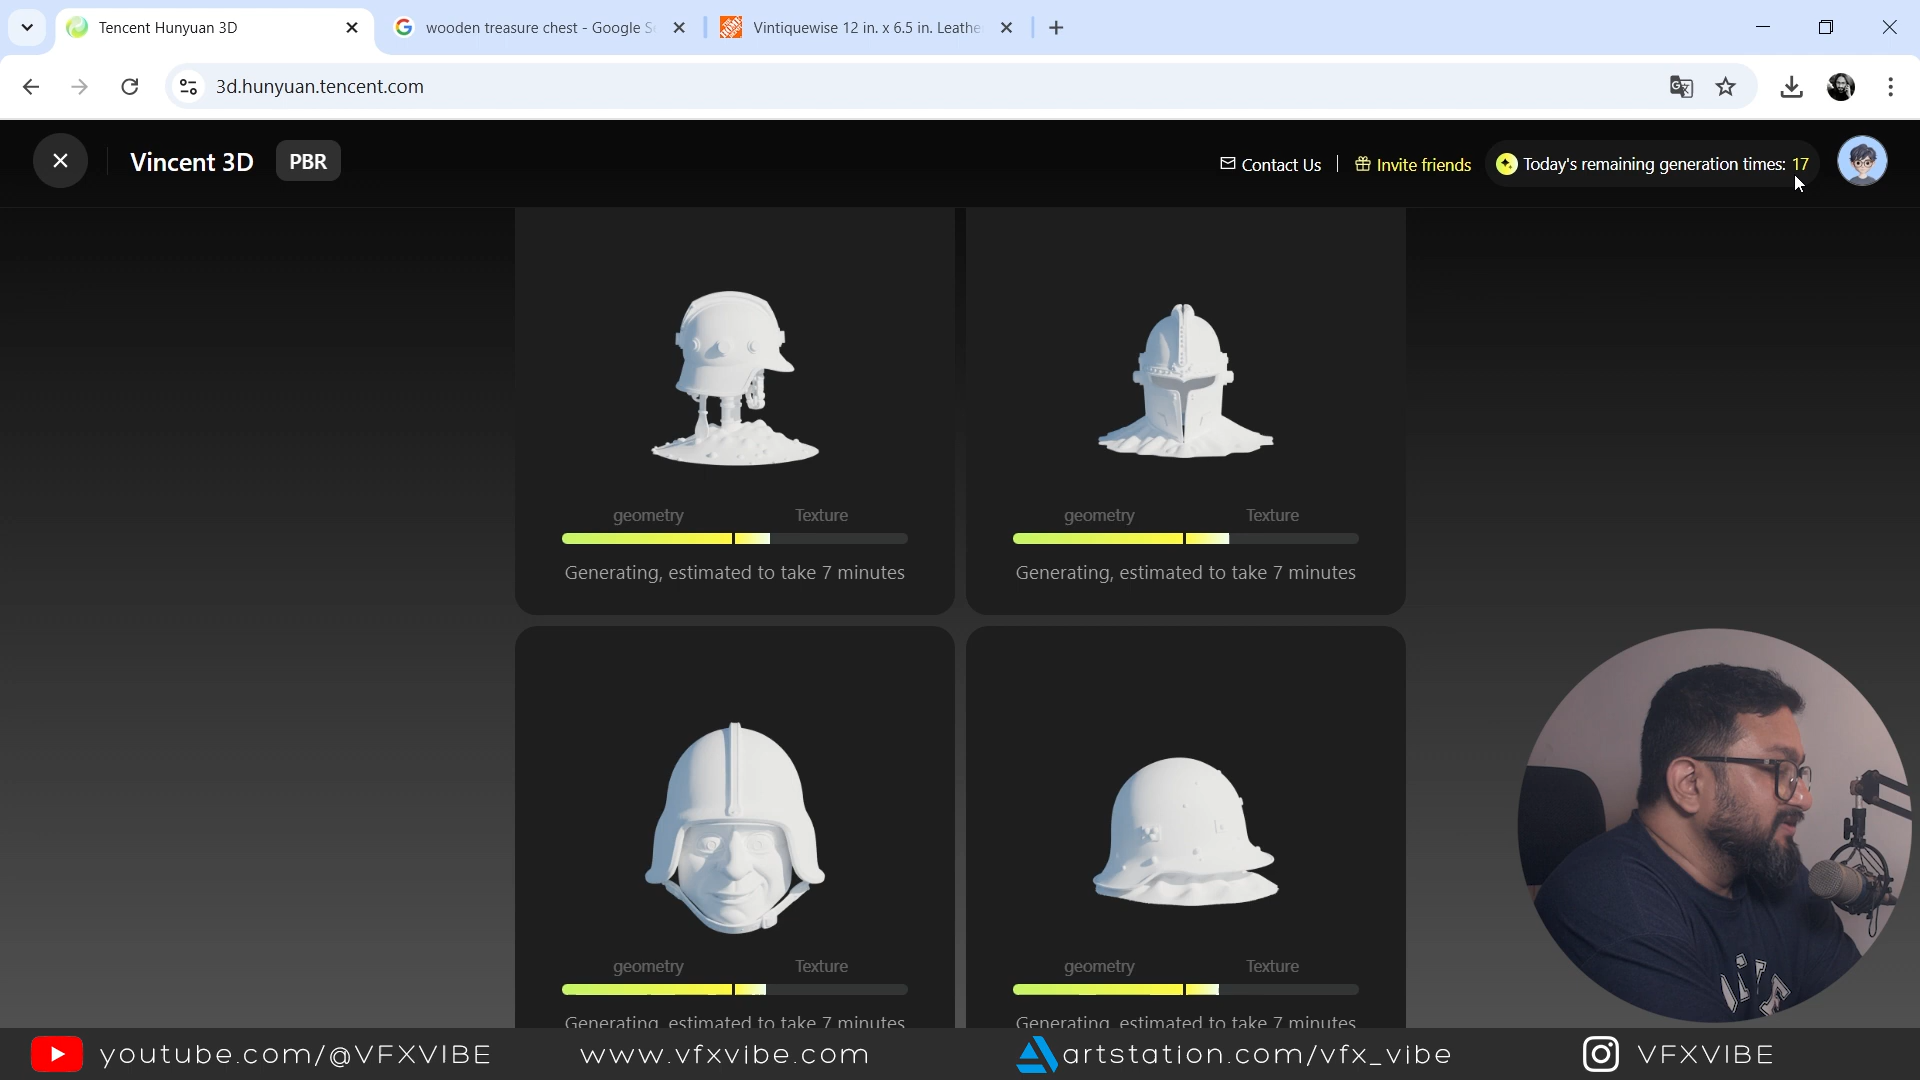 Tencent Hunyuan 3D
wooden treasure chest - Google S
Vintiquewise 12 in. x 6.5 in. Leathe
3d.hunyuan.tencent.com
Vincent 3D
PBR
Contact Us
Invite friends
Today's remaining generation times: 17
geometry Texture
Generating, estimated to take 7 minutes
geometry Texture
Generating, estimated to take 7 minutes
geometry Texture
Generating, estimated to take 7 minutes
geometry Texture
Generating, estimated to take 7 minutes
youtube.com/@VFXVIBE
www.vfxvibe.com
artstation.com/vfx_vibe
VFXVIBE